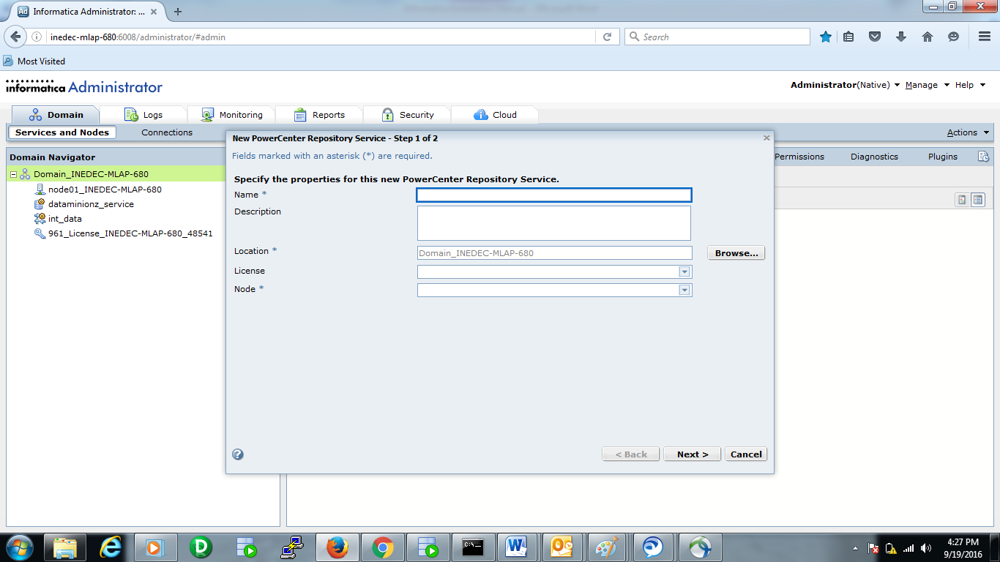 Informatica Administrator: ...
inedec-mlap-680:6008/administrator/#admin
Search
Most Visited
informatica Administrator
Administrator(Native)
Manage
Help
Domain
Logs
Monitoring
Reports
Security
Cloud
Services and Nodes
Connections
Actions
Domain Navigator
Permissions
Diagnostics
Plugins
Domain_INEDEC-MLAP-680
node01_INEDEC-MLAP-680
dataminionz_service
int_data
961_License_INEDEC-MLAP-680_48541
New PowerCenter Repository Service - Step 1 of 2
Fields marked with an asterisk (*) are required.
Specify the properties for this new PowerCenter Repository Service.
Name *
Description
Location *
Domain_INEDEC-MLAP-680
Browse...
License
Node *
< Back
Next >
Cancel
4:27 PM
9/19/2016